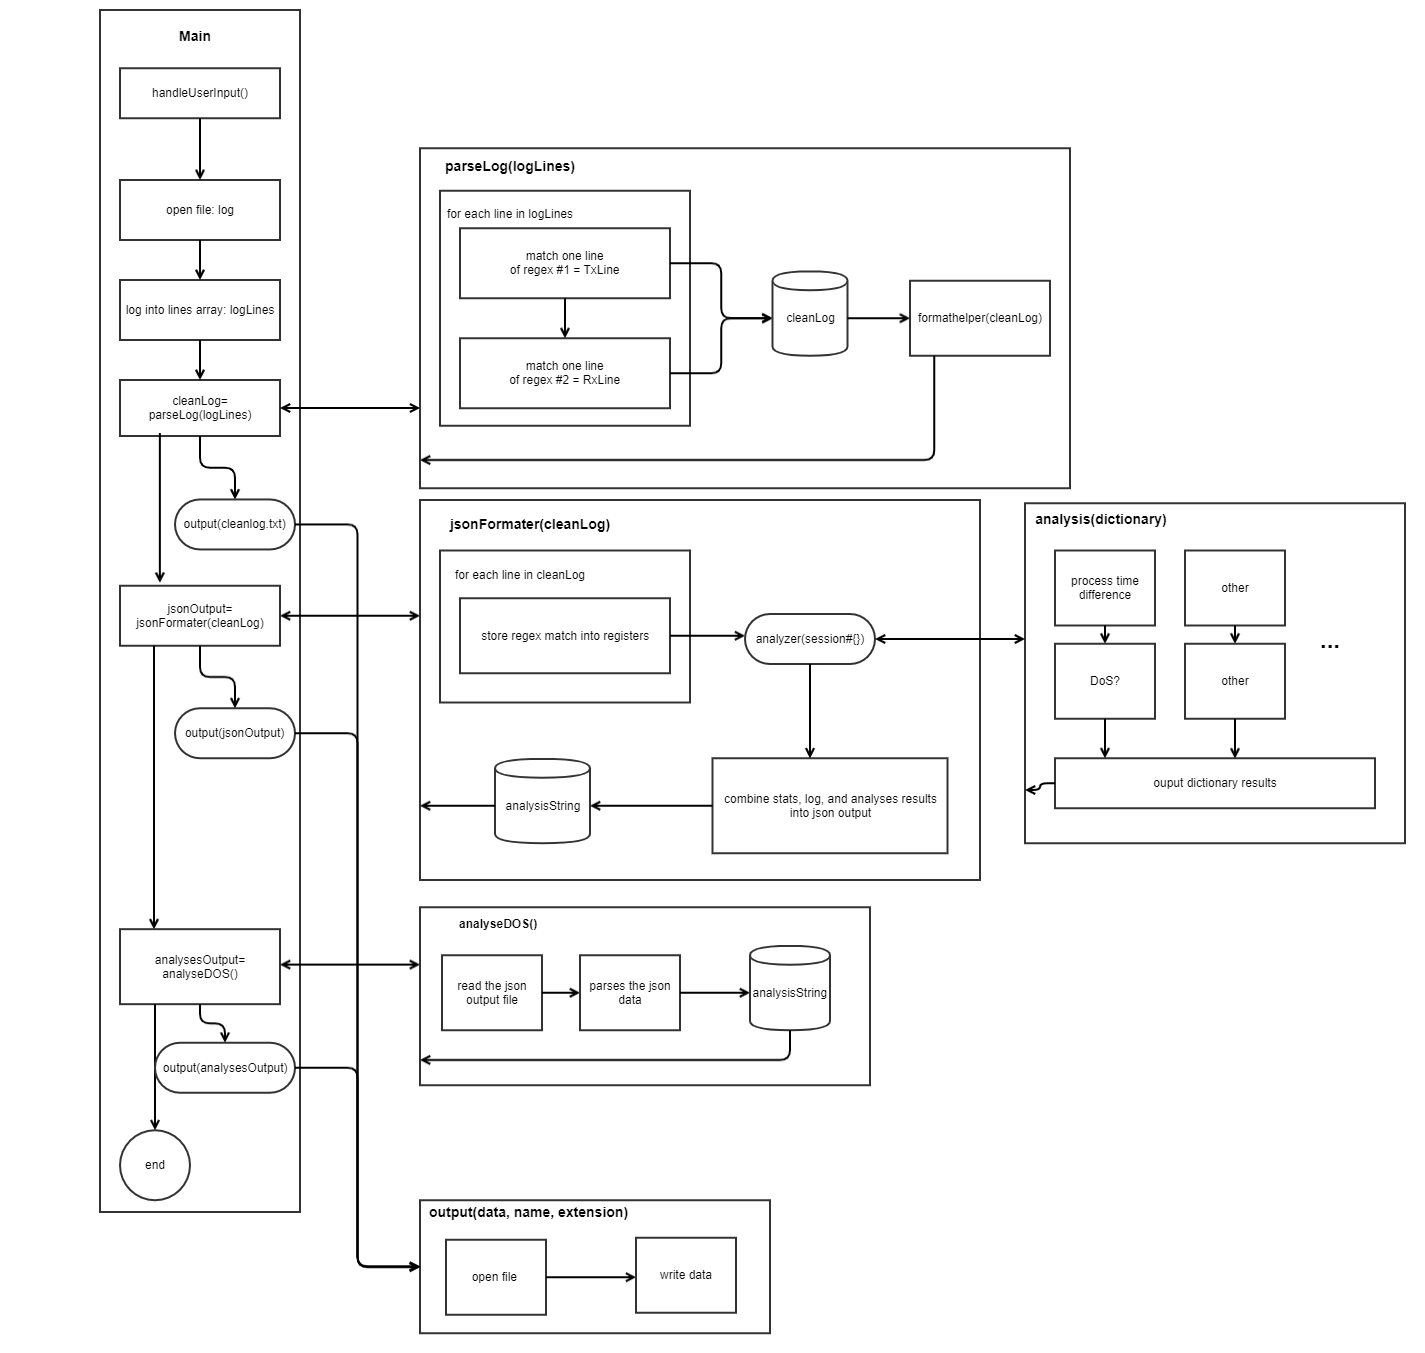 Main
handleUserInput()
open file: log
log into lines array: logLines
cleanLog=
parseLog(logLines)
output(cleanlog.txt)
jsonOutput=
jsonFormater(cleanLog)
output(jsonOutput)
analysesOutput=
analyseDOS()
output(analysesOutput)
end
parseLog(logLines)
for each line in logLines
match one line
of regex #1 = TxLine
match one line
of regex #2 = RxLine
cleanLog
formathelper(cleanLog)
jsonFormater(cleanLog)
for each line in cleanLog
store regex match into registers
analyzer(session#{})
combine stats, log, and analyses results
into json output
analysisString
analysis(dictionary)
process time
difference
other
DoS?
other
...
ouput dictionary results
analyseDOS()
read the json
output file
parses the json
data
analysisString
output(data, name, extension)
open file
write data